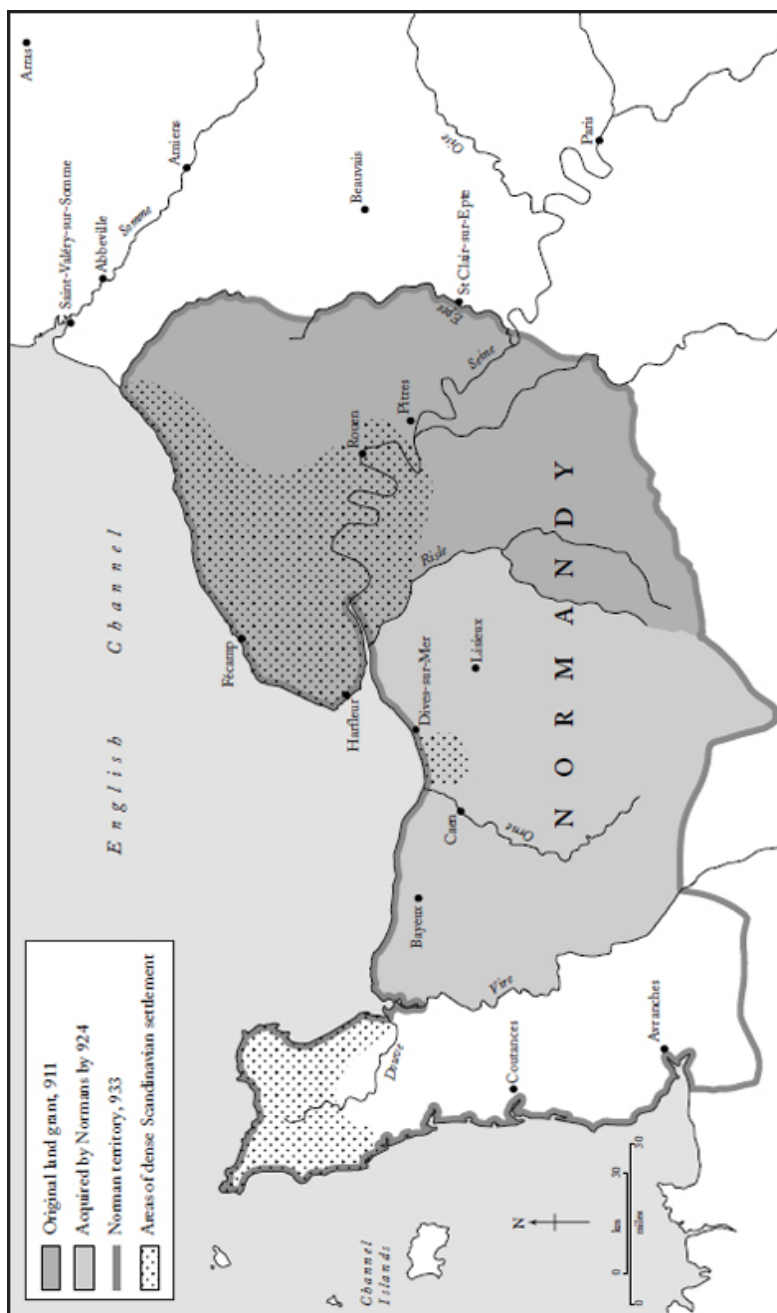 Original land grant, 911
Acquired by Normans by 924
Norman territory, 933
Areas of dense Scandinavian settlement
English Channel
Arras
Saint-Valéry-sur-Somme
Abbeville
Somme
Amiens
Beauvais
Oise
St Clair-sur-Epte
Epte
Paris
Seine
Fécamp
Rouen
Pîtres
Harfleur
Risle
Dives-sur-Mer
Lisieux
NORMANDY
Caen
Orne
Bayeux
Vire
Douve
Coutances
Avranches
Channel
Islands
N
0 km 30
0 miles 30